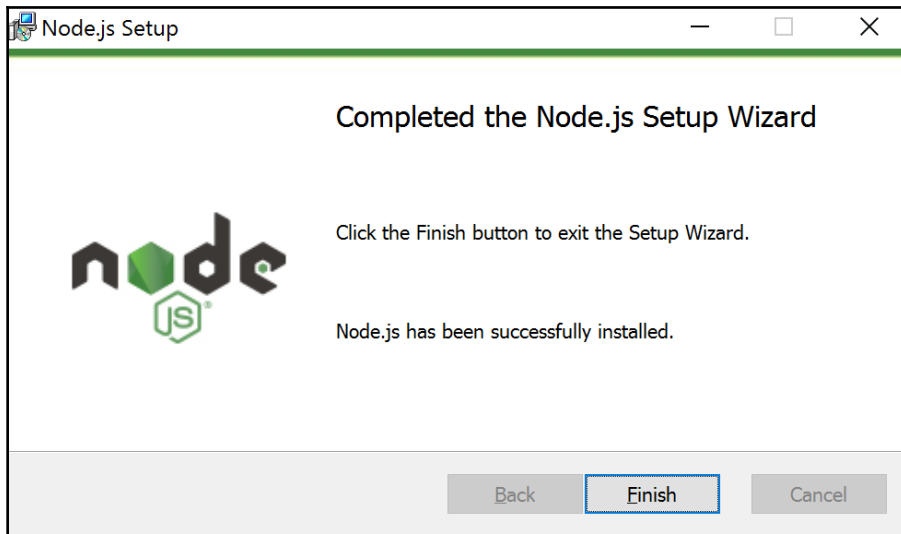 Node.js Setup
Completed the Node.js Setup Wizard
Click the Finish button to exit the Setup Wizard.
node
JS®
Node.js has been successfully installed.
Back
Finish
Cancel